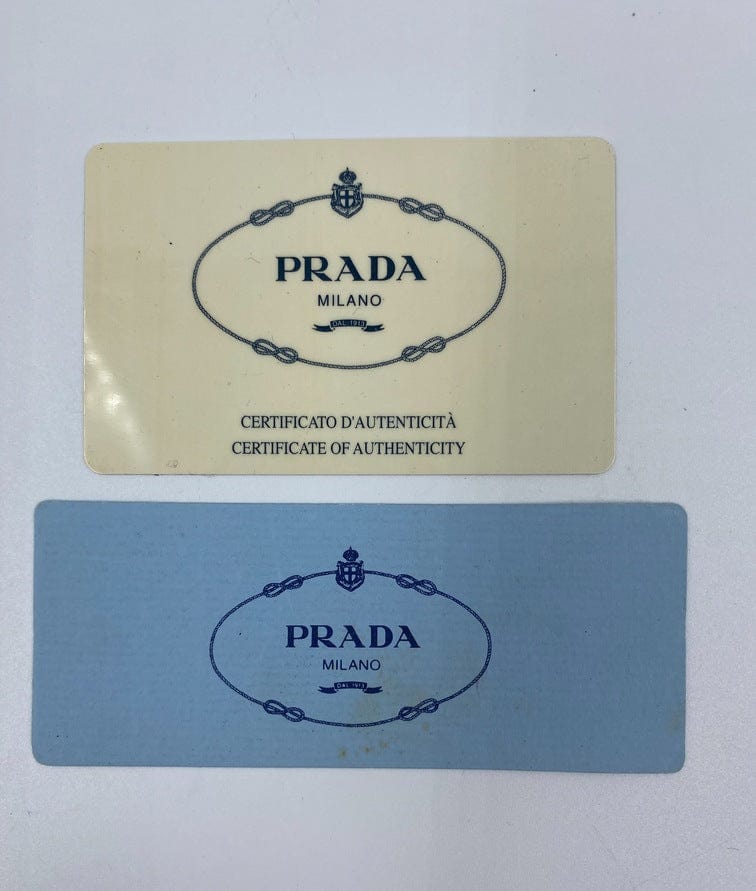 PRADA
MILANO
DAL 1913
CERTIFICATO D'AUTENTICITÀ
CERTIFICATE OF AUTHENTICITY
PRADA
MILANO
DAL 1913